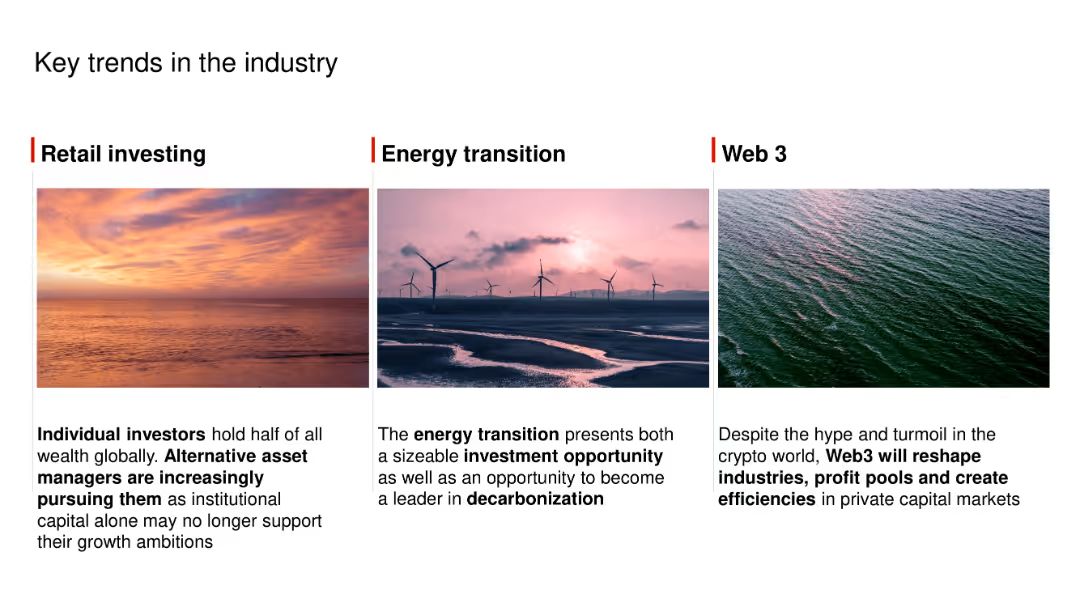 Key trends in the industry
Retail investing
Individual investors hold half of all
wealth globally. Alternative asset
managers are increasingly
pursuing them as institutional
capital alone may no longer support
their growth ambitions
Energy transition
The energy transition presents both
a sizeable investment opportunity
as well as an opportunity to become
a leader in decarbonization
Web 3
Despite the hype and turmoil in the
crypto world, Web3 will reshape
industries, profit pools and create
efficiencies in private capital markets